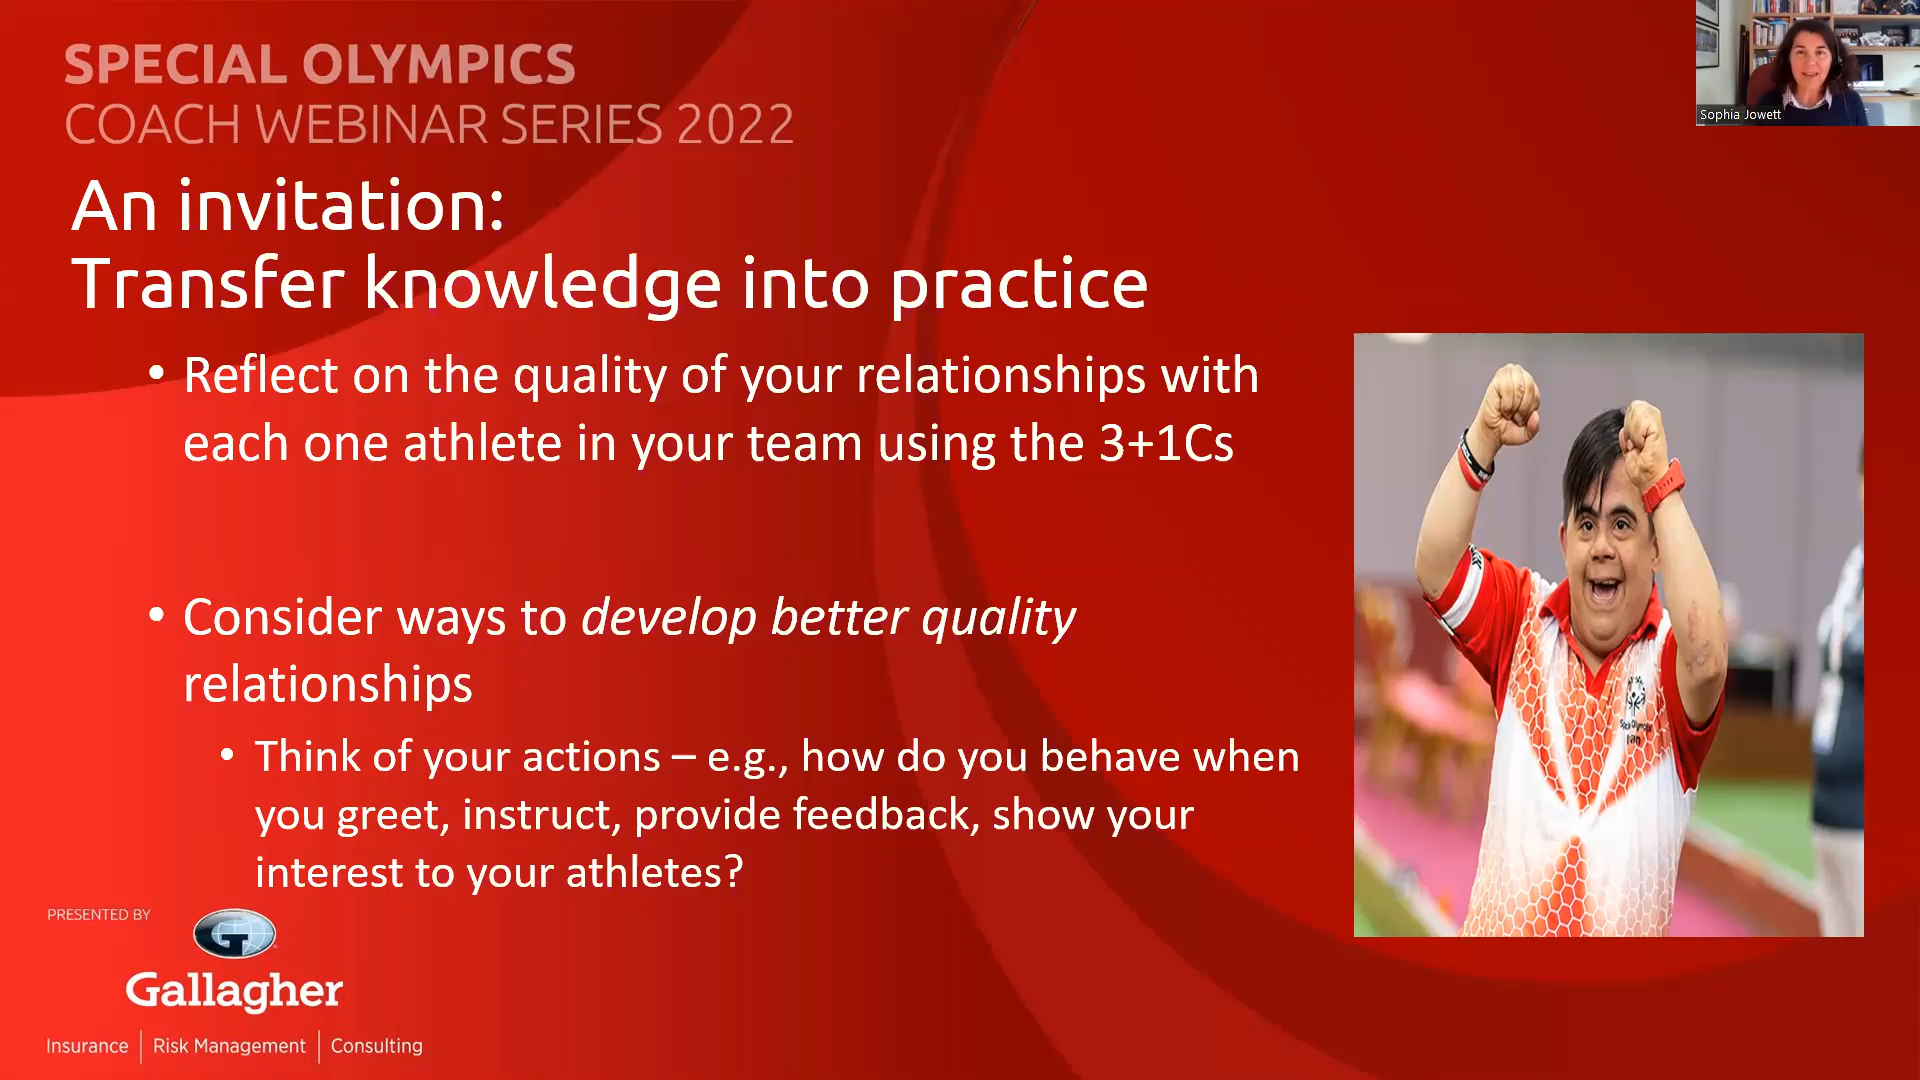 SPECIAL OLYMPICS
COACH WEBINAR SERIES 2022
Sophia Jowett
An invitation:
Transfer knowledge into practice
• Reflect on the quality of your relationships with
each one athlete in your team using the 3+1Cs
• Consider ways to develop better quality
relationships
• Think of your actions – e.g., how do you behave when
you greet, instruct, provide feedback, show your
interest to your athletes?
PRESENTED BY
G
Gallagher
Insurance | Risk Management | Consulting